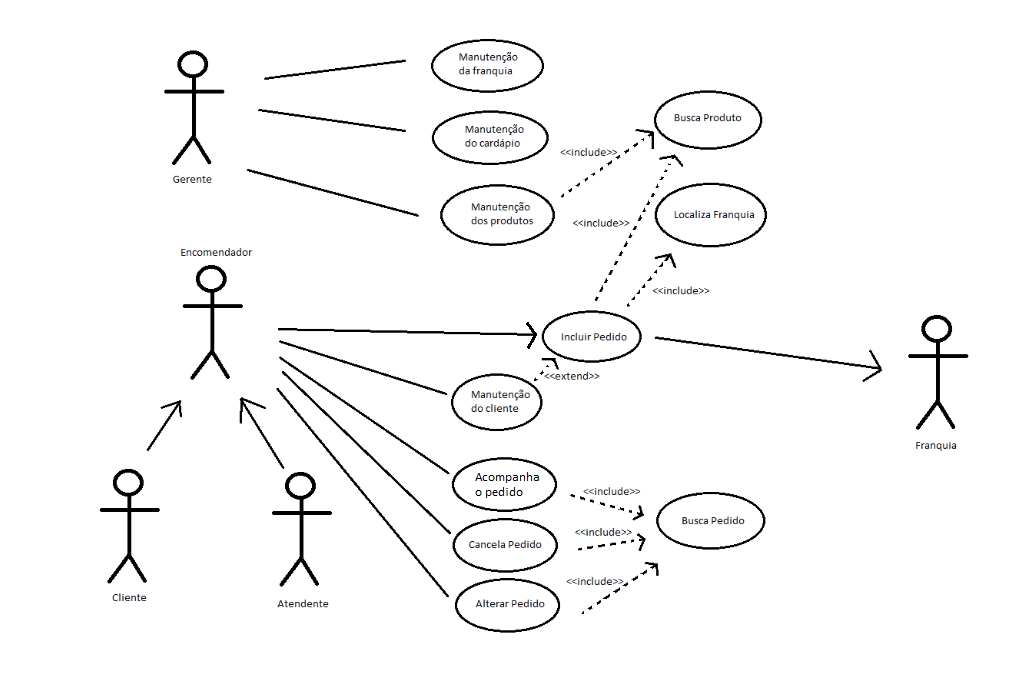 Manutenção
da franquia
Manutenção
do cardápio
Busca Produto
<<include>>
Gerente
Manutenção
dos produtos
Localiza Franquia
<<include>>
Encomendador
<<include>>
Incluir Pedido
<<extend>>
Manutenção
do cliente
Franquia
Acompanha
o pedido
<<include>>
Busca Pedido
<<include>>
Cancela Pedido
<<include>>
Alterar Pedido
Cliente
Atendente